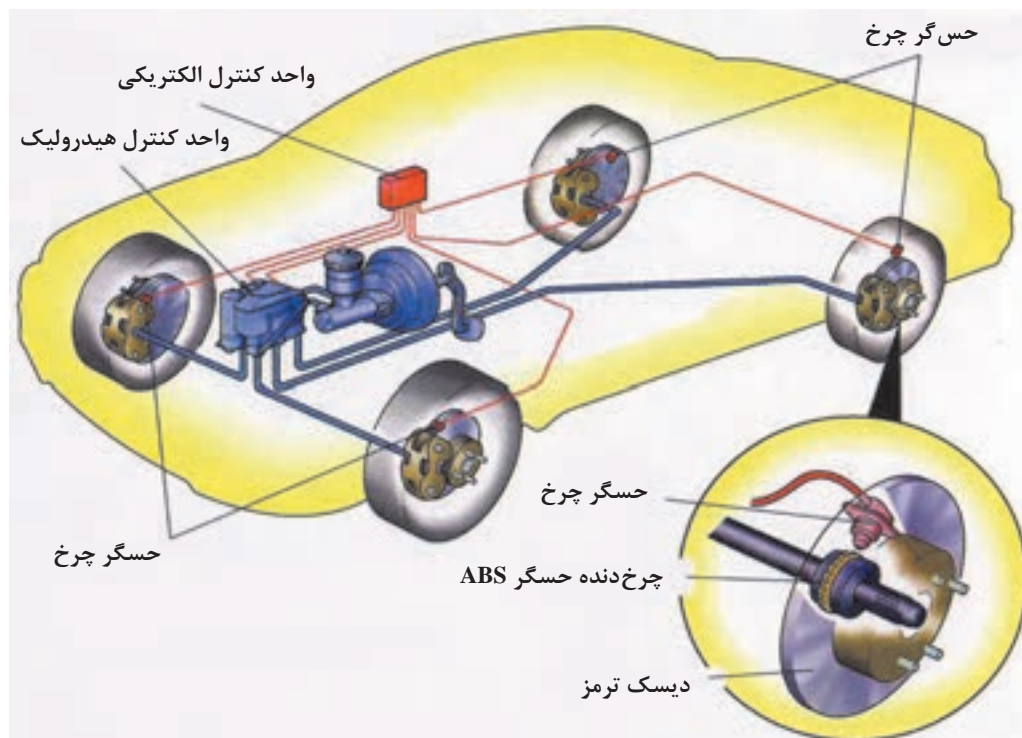 حس‌گر چرخ
واحد کنترل الکتریکی
واحد کنترل هیدرولیک
حسگر چرخ
حسگر چرخ
چرخ‌دنده حسگر ABS
دیسک ترمز